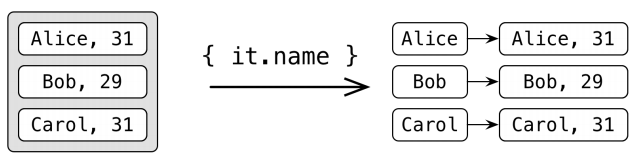 Alice, 31
Bob, 29
Carol, 31
{ it.name }
Alice Alice, 31
Bob Bob, 29
Carol Carol, 31